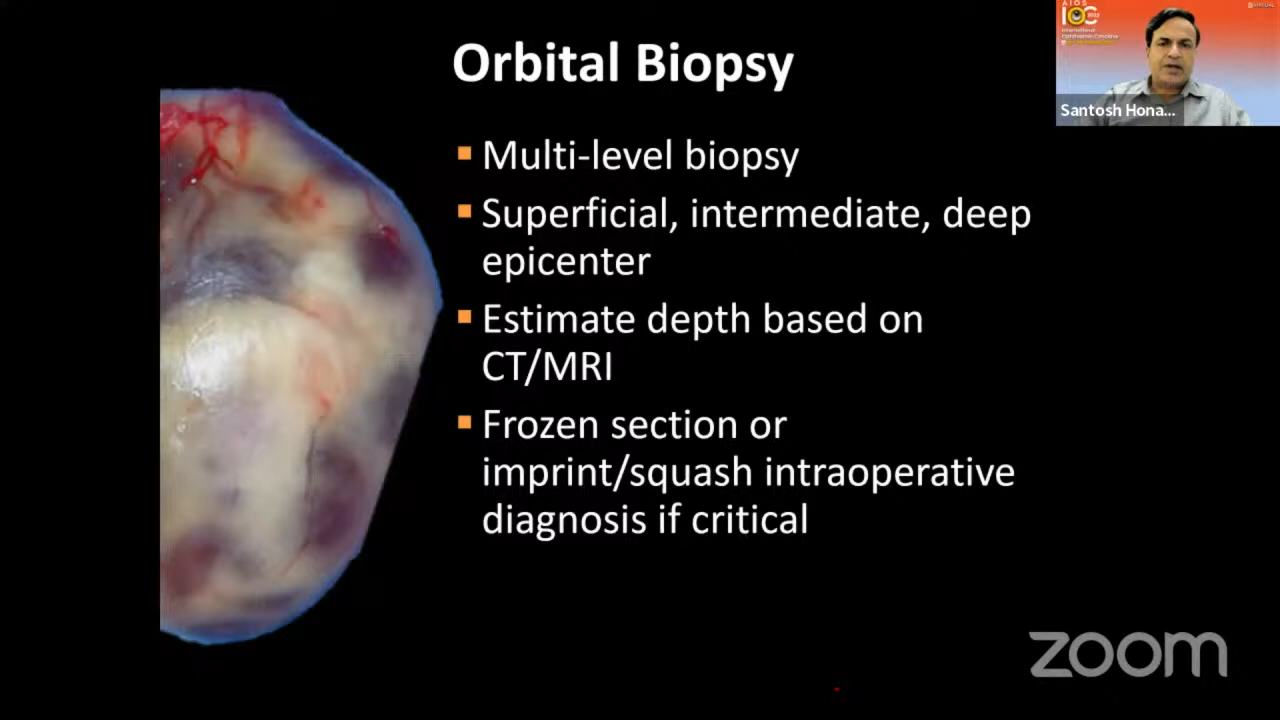 Orbital Biopsy
Multi-level biopsy
Superficial, intermediate, deep
epicenter
Estimate depth based on
CT/MRI
Frozen section or
imprint/squash intraoperative
diagnosis if critical
AIOS
Santosh Hona...
zoom